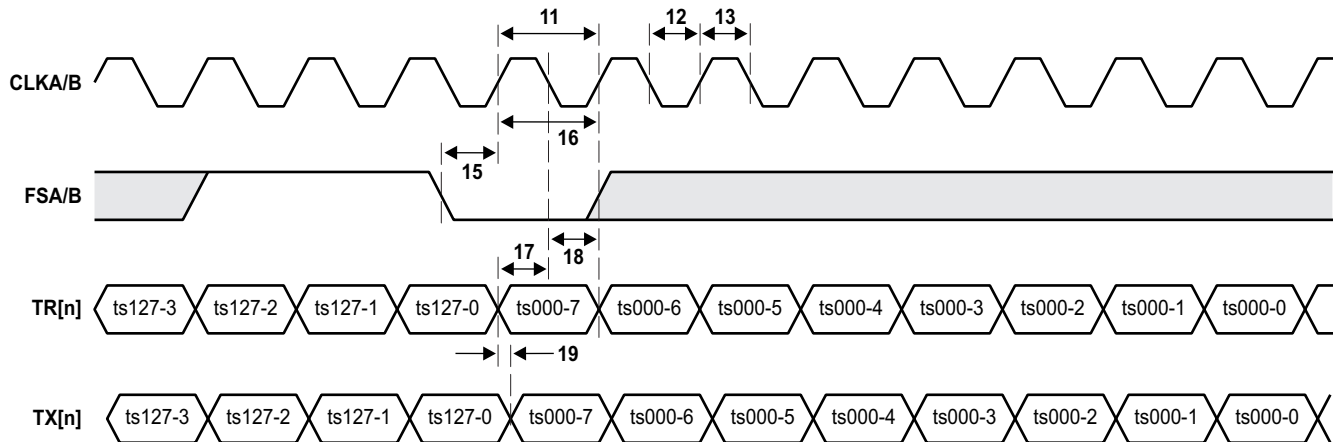 11 12 13
CLKA/B
16
15
FSA/B
17 18
TR[n] ts127-3 ts127-2 ts127-1 ts127-0 ts000-7 ts000-6 ts000-5 ts000-4 ts000-3 ts000-2 ts000-1 ts000-0
19
TX[n] ts127-3 ts127-2 ts127-1 ts127-0 ts000-7 ts000-6 ts000-5 ts000-4 ts000-3 ts000-2 ts000-1 ts000-0